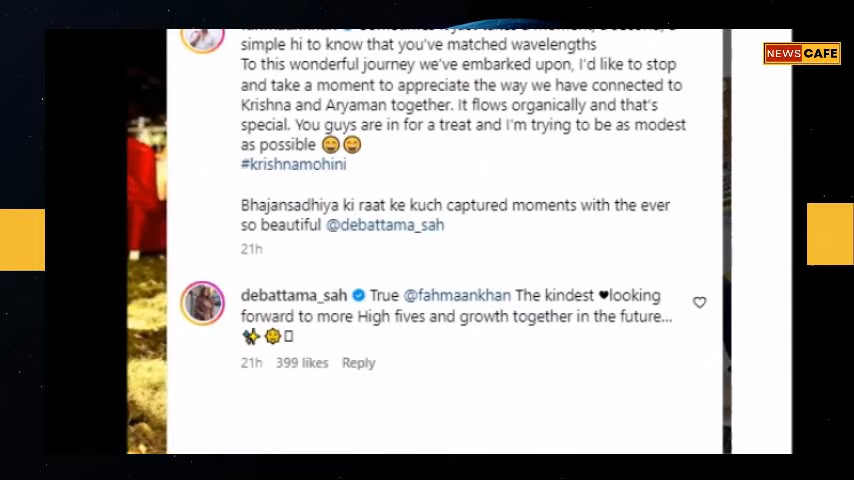 NEWS CAFE
simple hi to know that you've matched wavelengths
To this wonderful journey we've embarked upon, I'd like to stop
and take a moment to appreciate the way we have connected to
Krishna and Aryaman together. It flows organically and that's
special. You guys are in for a treat and I'm trying to be as modest
as possible 😄😄
#krishnamohini
Bhajansadhiya ki raat ke kuch captured moments with the ever
so beautiful @debattama_sah
21h
debattama_sah True @fahmaankhan The kindest ♥looking
forward to more High fives and growth together in the future...
21h 399 likes Reply